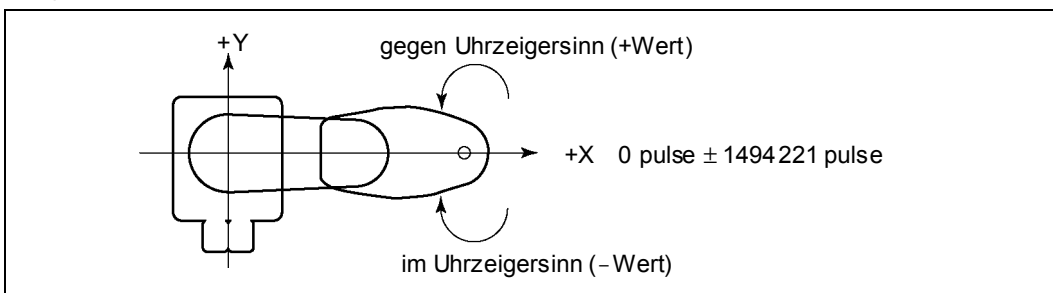 +Y
gegen Uhrzeigersinn (+Wert)
+X 0 pulse ± 1494221 pulse
im Uhrzeigersinn (−Wert)